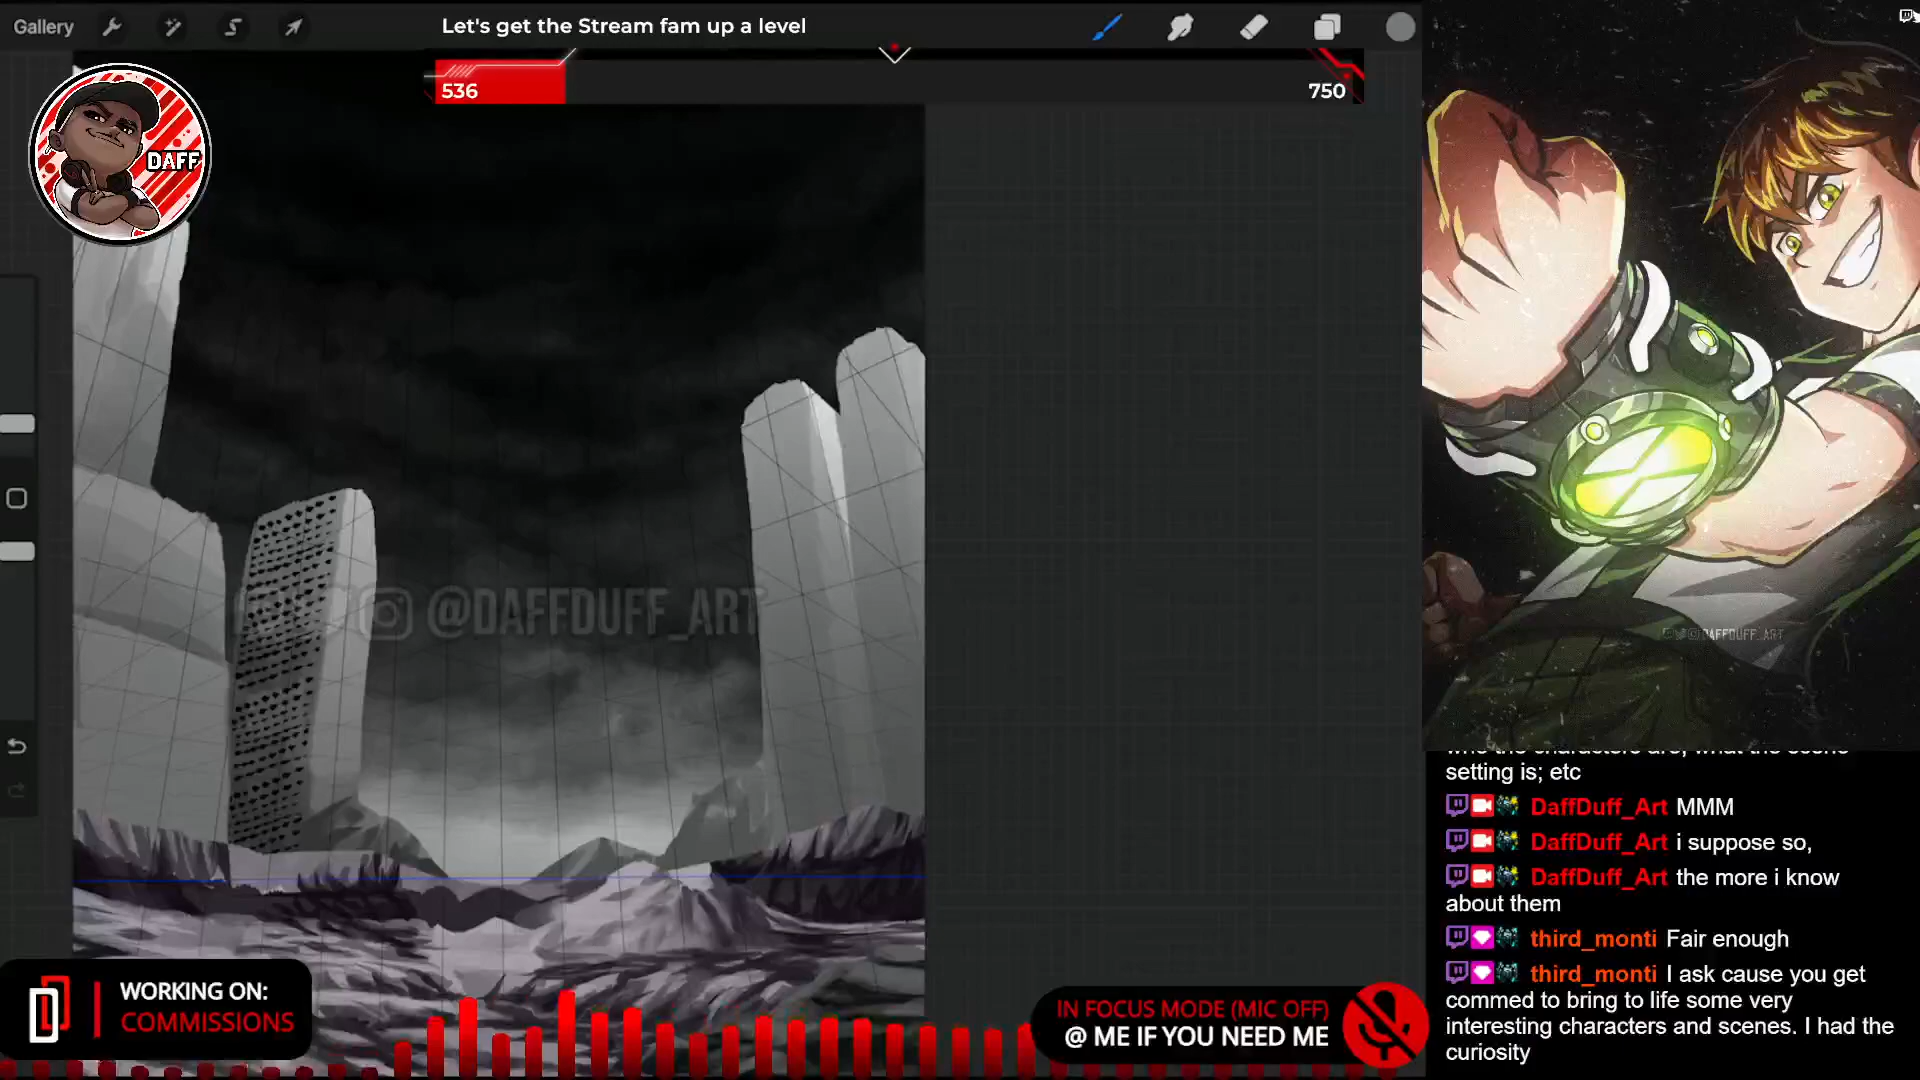 Gallery
Let's get the Stream fam up a level
536
750
DAFF
@DAFFDUFF_ART
@DAFFDUFF_ART
setting is; etc
DaffDuff_Art MMM
DaffDuff_Art i suppose so,
DaffDuff_Art the more i know
about them
third_monti Fair enough
third_monti I ask cause you get
commed to bring to life some very
interesting characters and scenes. I had the
curiosity
WORKING ON:
COMMISSIONS
IN FOCUS MODE (MIC OFF)
@ ME IF YOU NEED ME